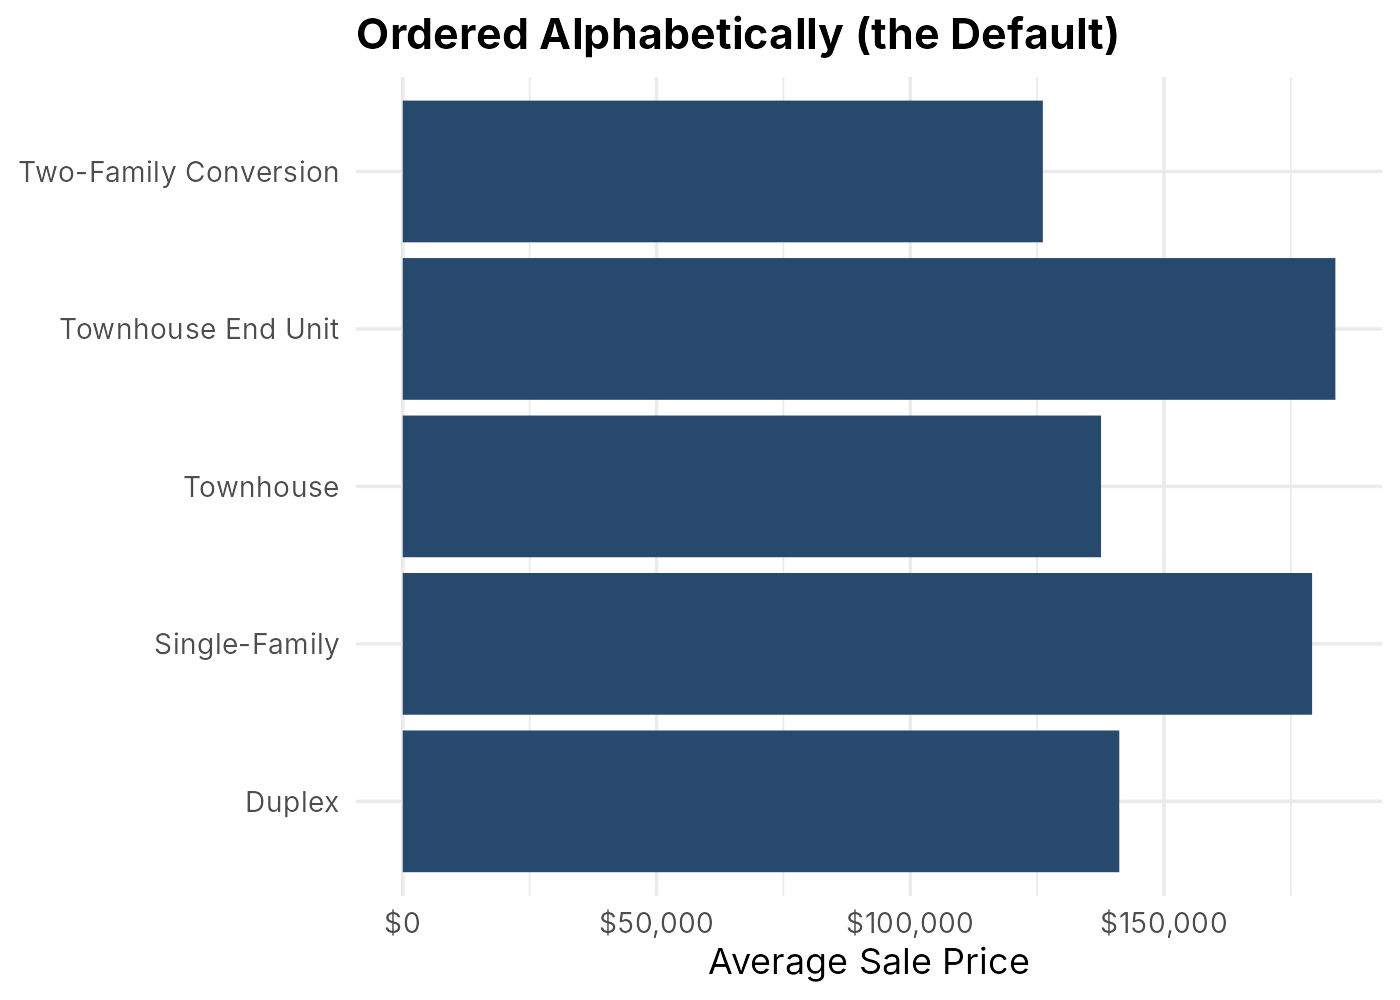 Ordered Alphabetically (the Default)
Two-Family Conversion
Townhouse End Unit
Townhouse
Single-Family
Duplex
$0 $50,000 $100,000 $150,000
Average Sale Price